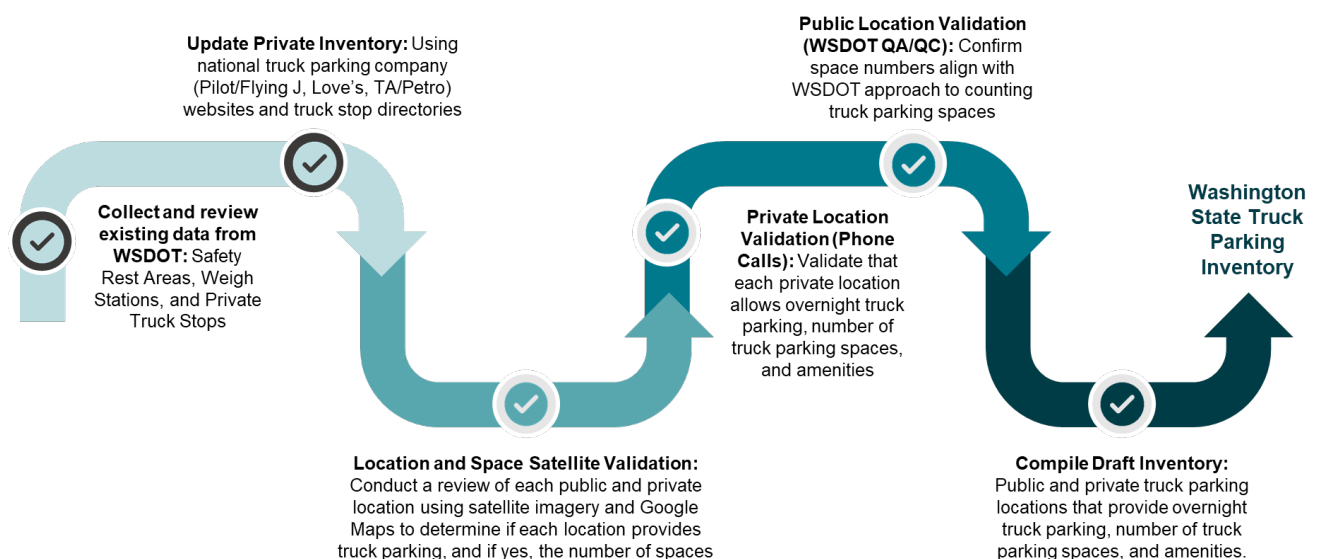 Collect and review
existing data from
WSDOT: Safety
Rest Areas, Weigh
Stations, and Private
Truck Stops
Update Private Inventory: Using
national truck parking company
(Pilot/Flying J, Love's, TA/Petro)
websites and truck stop directories
Location and Space Satellite Validation:
Conduct a review of each public and private
location using satellite imagery and Google
Maps to determine if each location provides
truck parking, and if yes, the number of spaces
Private Location
Validation (Phone
Calls): Validate that
each private location
allows overnight truck
parking, number of
truck parking spaces,
and amenities
Public Location Validation
(WSDOT QA/QC): Confirm
space numbers align with
WSDOT approach to counting
truck parking spaces
Compile Draft Inventory:
Public and private truck parking
locations that provide overnight
truck parking, number of truck
parking spaces, and amenities.
Washington
State Truck
Parking
Inventory